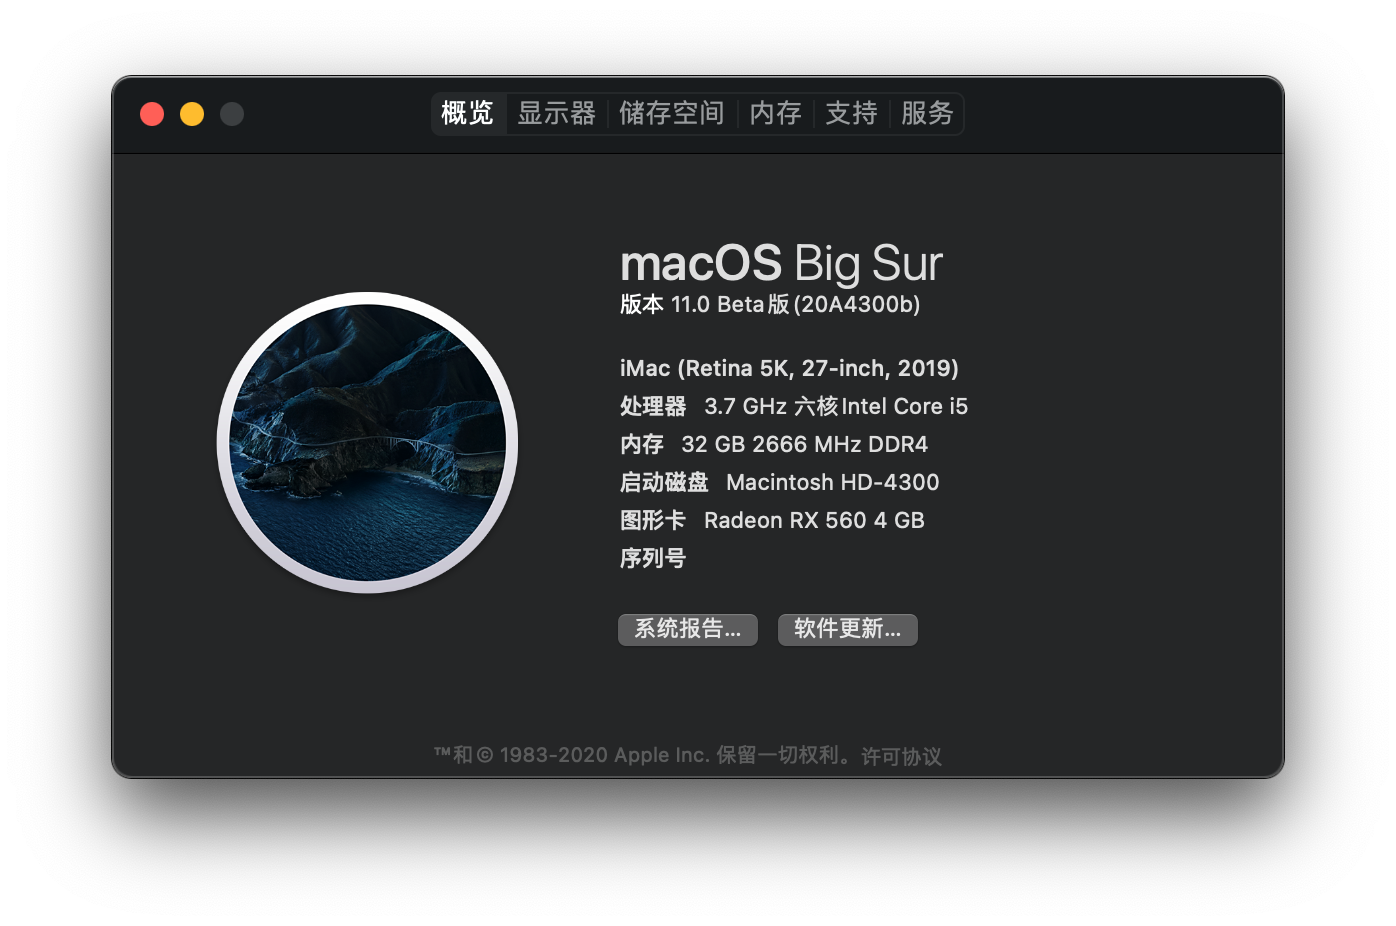 概览 显示器 储存空间 内存 支持 服务
macOS Big Sur
版本 11.0 Beta版 (20A4300b)
iMac (Retina 5K, 27-inch, 2019)
处理器 3.7 GHz 六核Intel Core i5
内存 32 GB 2666 MHz DDR4
启动磁盘 Macintosh HD-4300
图形卡 Radeon RX 560 4 GB
序列号
系统报告... 软件更新...
™和© 1983-2020 Apple Inc. 保留一切权利。许可协议